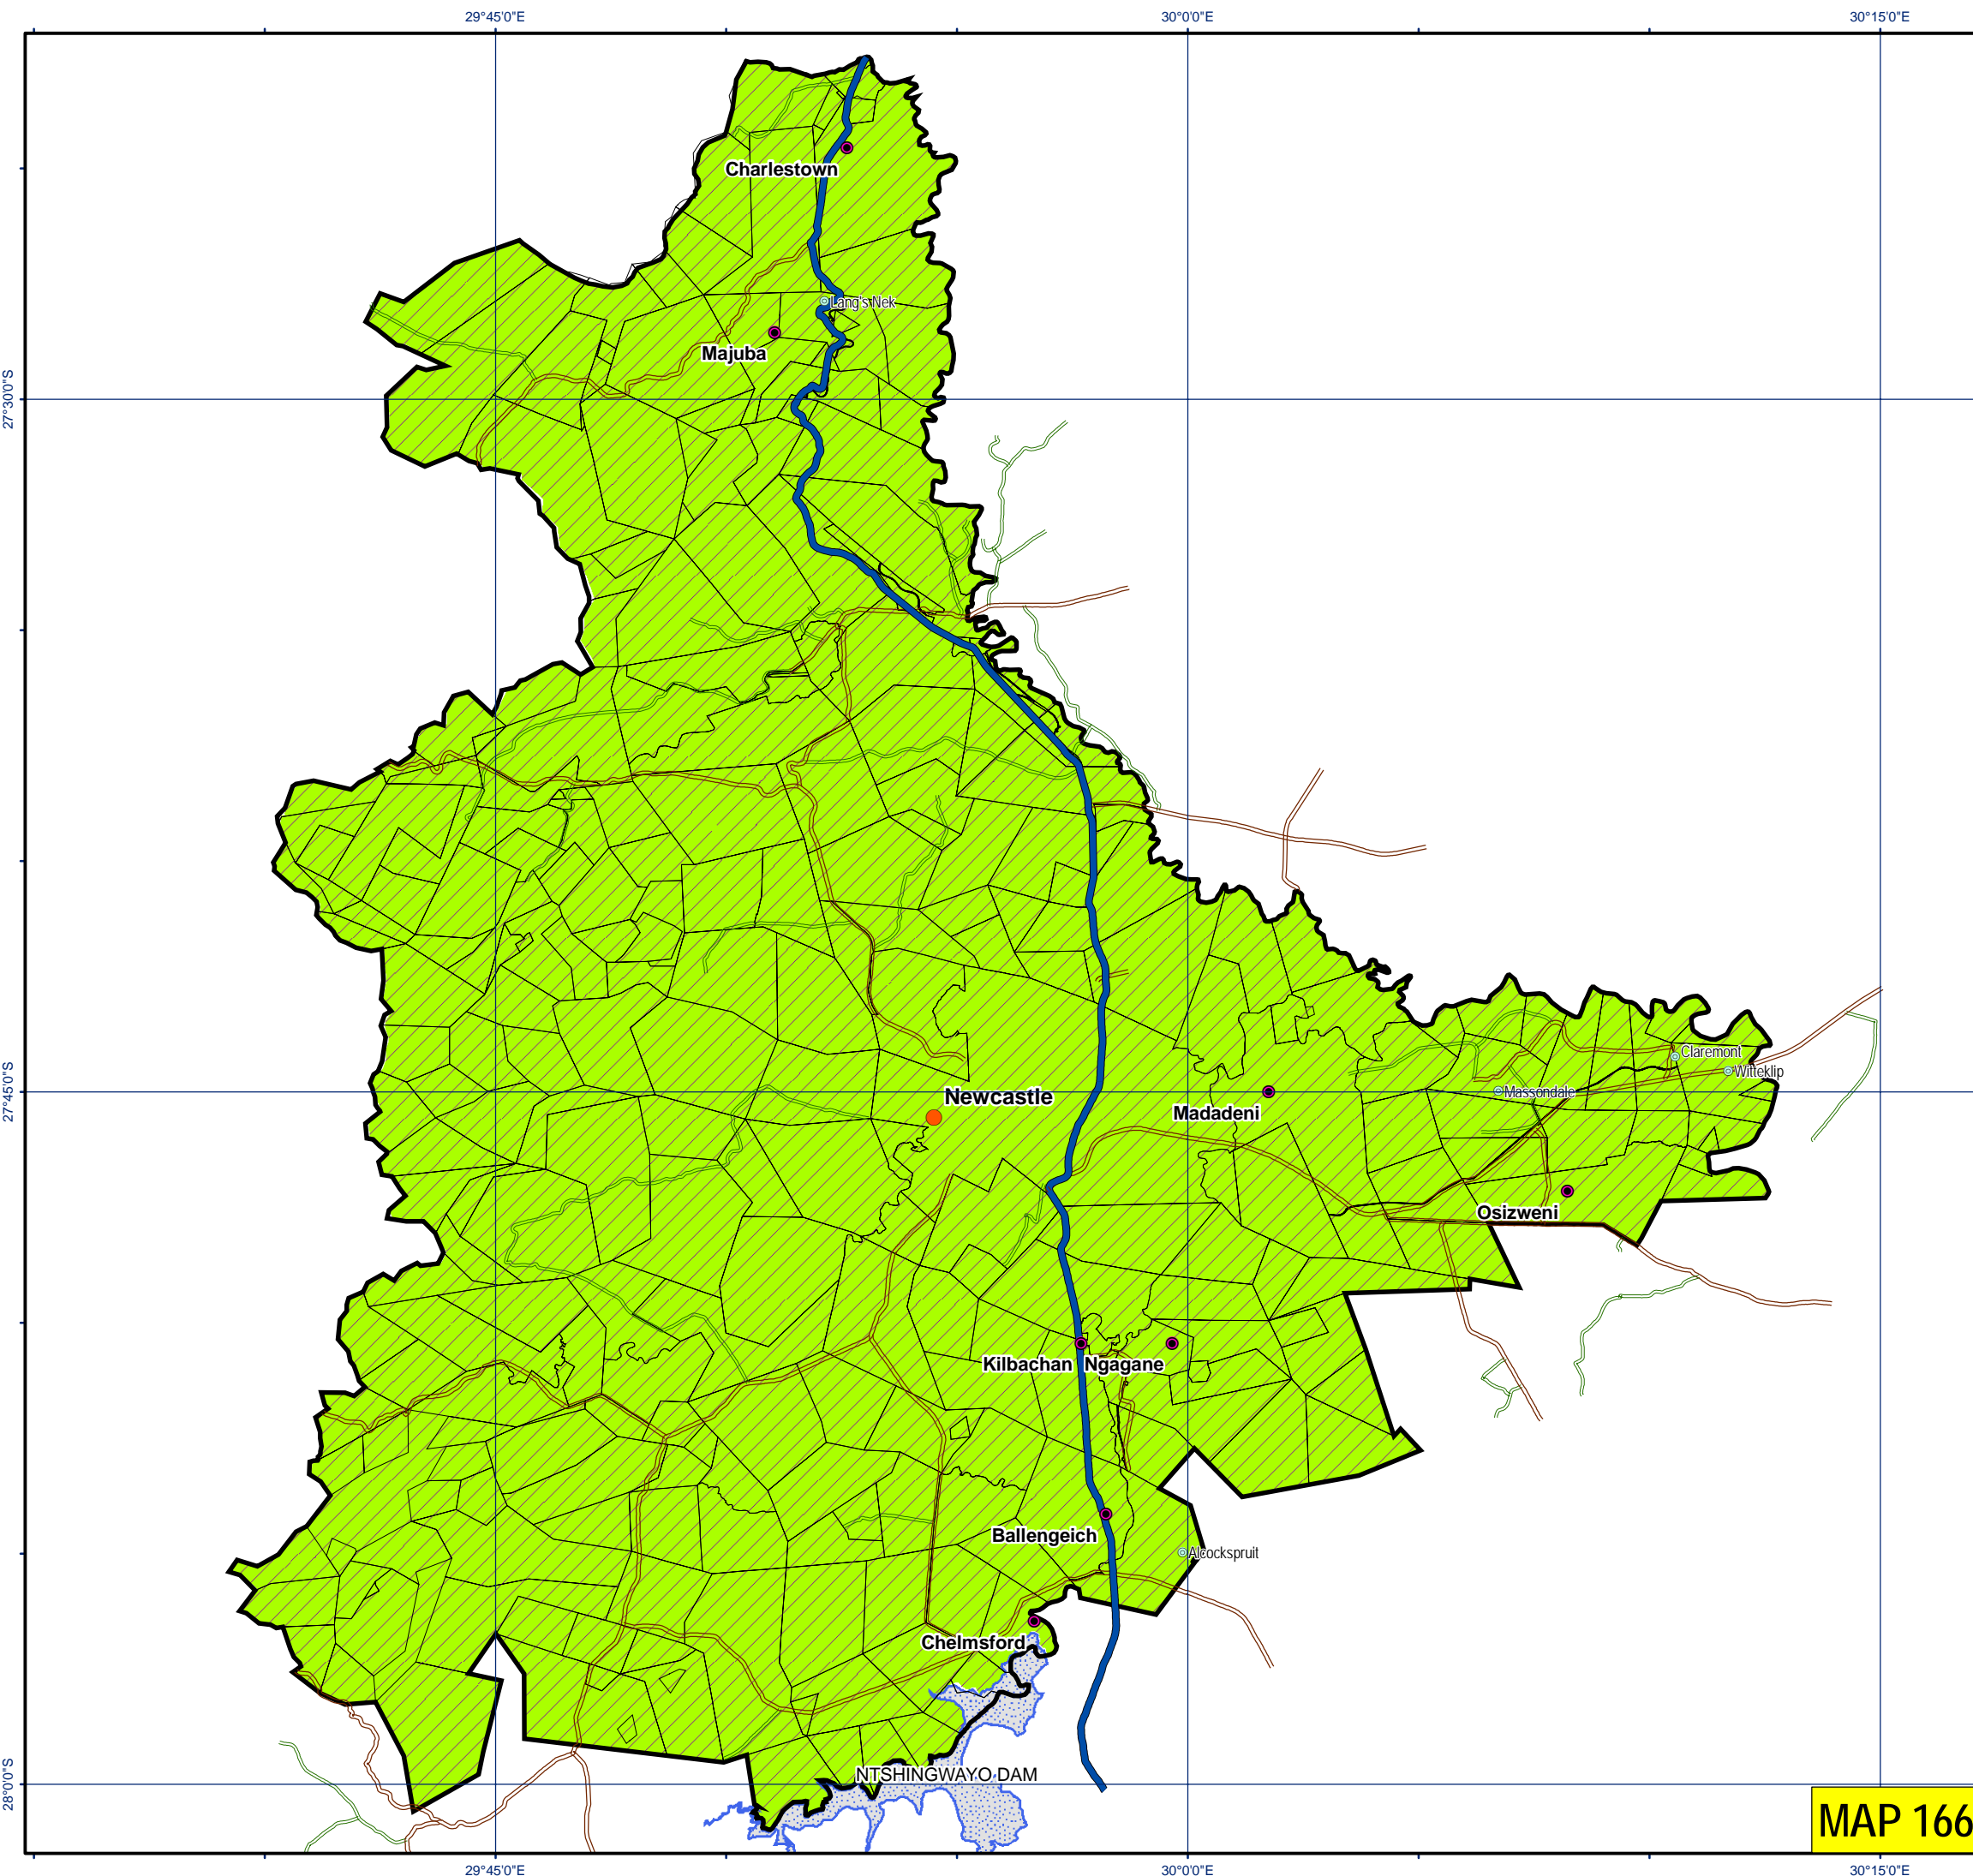 29°45'0"E 30°0'0"E 30°15'0"E
Charlestown
Lang's Nek
Majuba
27°30'0"S
Claremont
Witteklip
27°45'0"S
Massondale
Newcastle
Madadeni
Osizweni
Kilbachan Ngagane
Ballengeich
Alcockspruit
Chelmsford
NTSHINGWAYO DAM
28°0'0"S
MAP 166
29°45'0"E 30°0'0"E 30°15'0"E